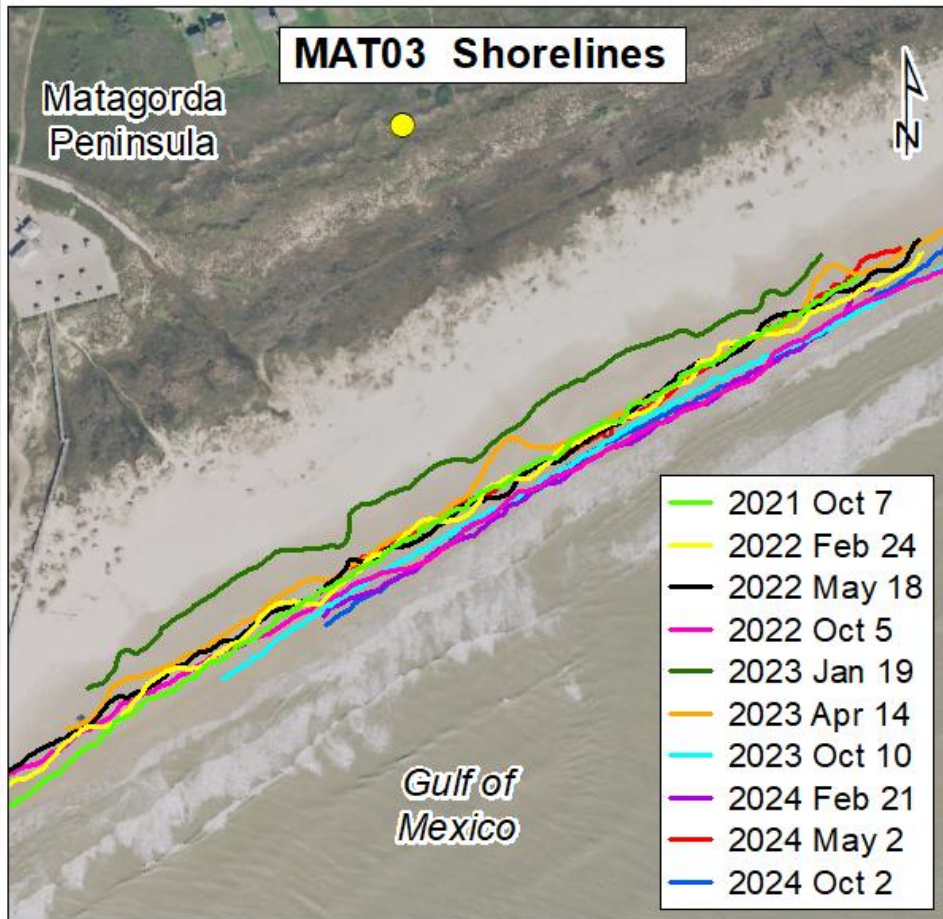 MAT03 Shorelines
Matagorda
Peninsula
N
2021 Oct 7
2022 Feb 24
2022 May 18
2022 Oct 5
2023 Jan 19
2023 Apr 14
2023 Oct 10
2024 Feb 21
2024 May 2
2024 Oct 2
Gulf of
Mexico